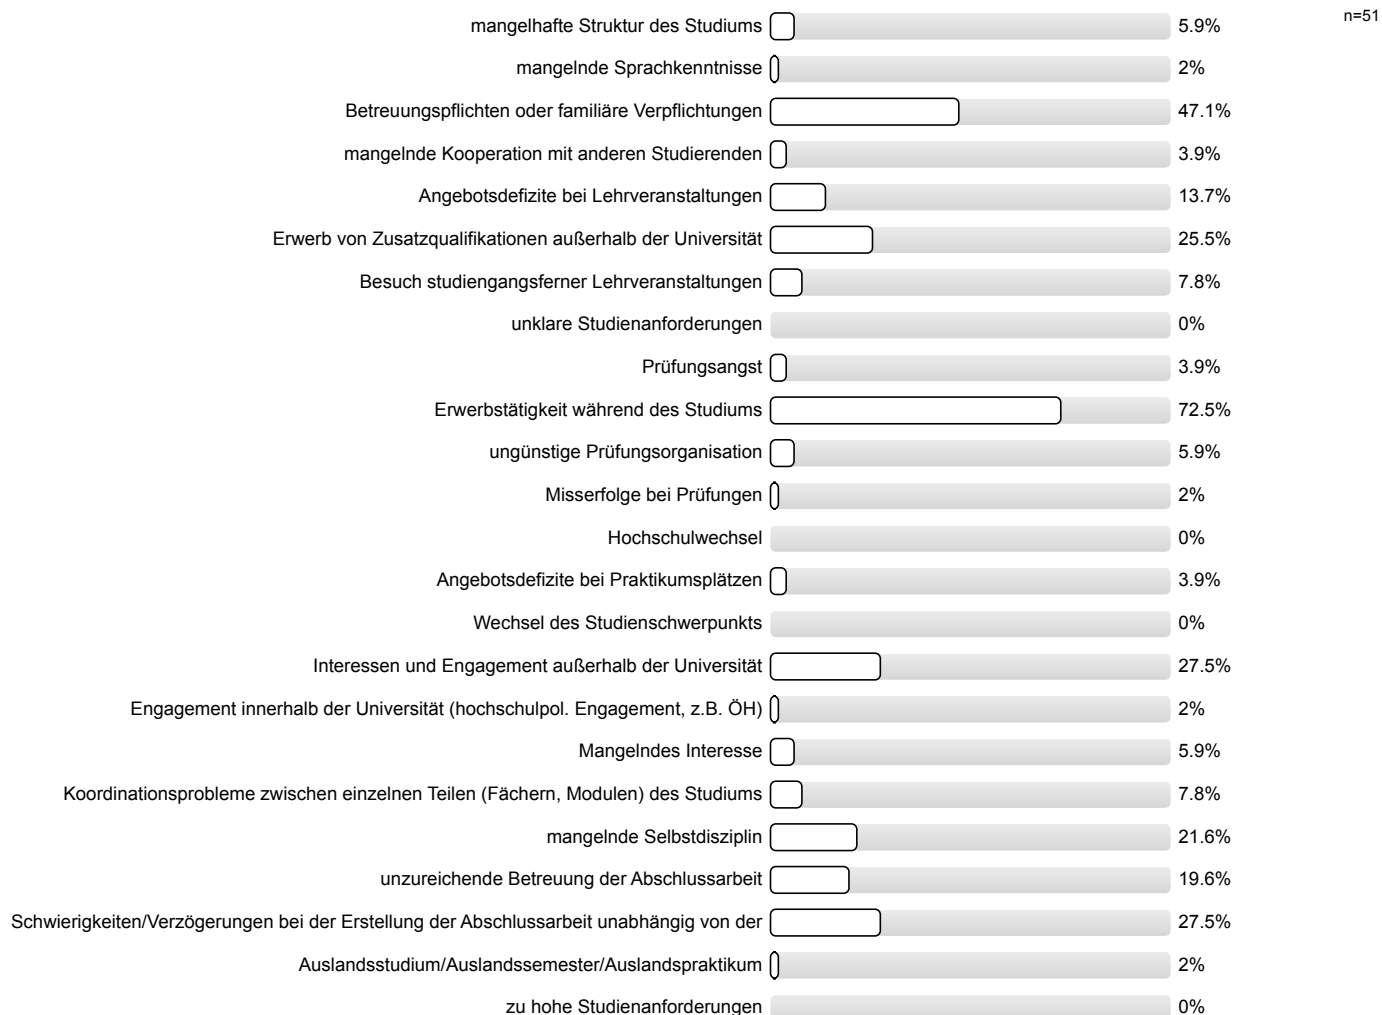 n=51
mangelhafte Struktur des Studiums 5.9%
mangelnde Sprachkenntnisse 2%
Betreuungspflichten oder familiäre Verpflichtungen 47.1%
mangelnde Kooperation mit anderen Studierenden 3.9%
Angebotsdefizite bei Lehrveranstaltungen 13.7%
Erwerb von Zusatzqualifikationen außerhalb der Universität 25.5%
Besuch studiengangsferner Lehrveranstaltungen 7.8%
unklare Studienanforderungen 0%
Prüfungsangst 3.9%
Erwerbstätigkeit während des Studiums 72.5%
ungünstige Prüfungsorganisation 5.9%
Misserfolge bei Prüfungen 2%
Hochschulwechsel 0%
Angebotsdefizite bei Praktikumsplätzen 3.9%
Wechsel des Studienschwerpunkts 0%
Interessen und Engagement außerhalb der Universität 27.5%
Engagement innerhalb der Universität (hochschulpol. Engagement, z.B. ÖH) 2%
Mangelndes Interesse 5.9%
Koordinationsprobleme zwischen einzelnen Teilen (Fächern, Modulen) des Studiums 7.8%
mangelnde Selbstdisziplin 21.6%
unzureichende Betreuung der Abschlussarbeit 19.6%
Schwierigkeiten/Verzögerungen bei der Erstellung der Abschlussarbeit unabhängig von der 27.5%
Auslandsstudium/Auslandssemester/Auslandspraktikum 2%
zu hohe Studienanforderungen 0%